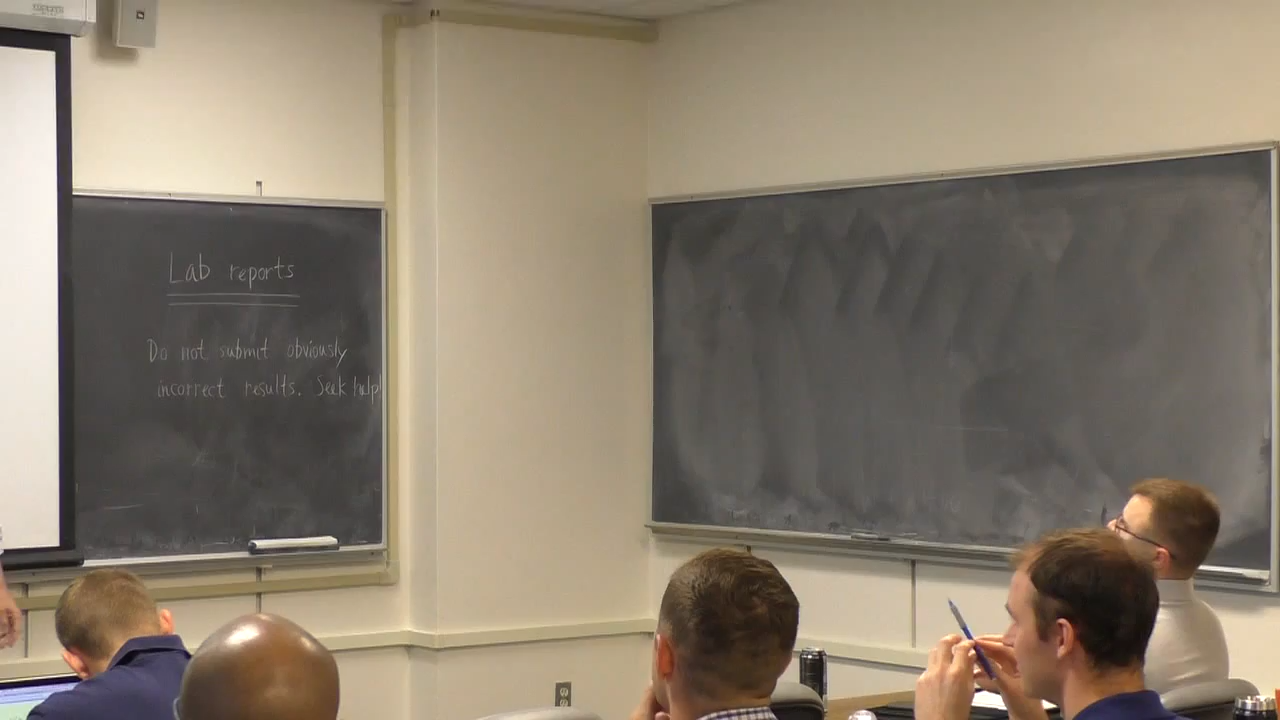 Lab reports
Do not submit obviously
incorrect results. Seek help!